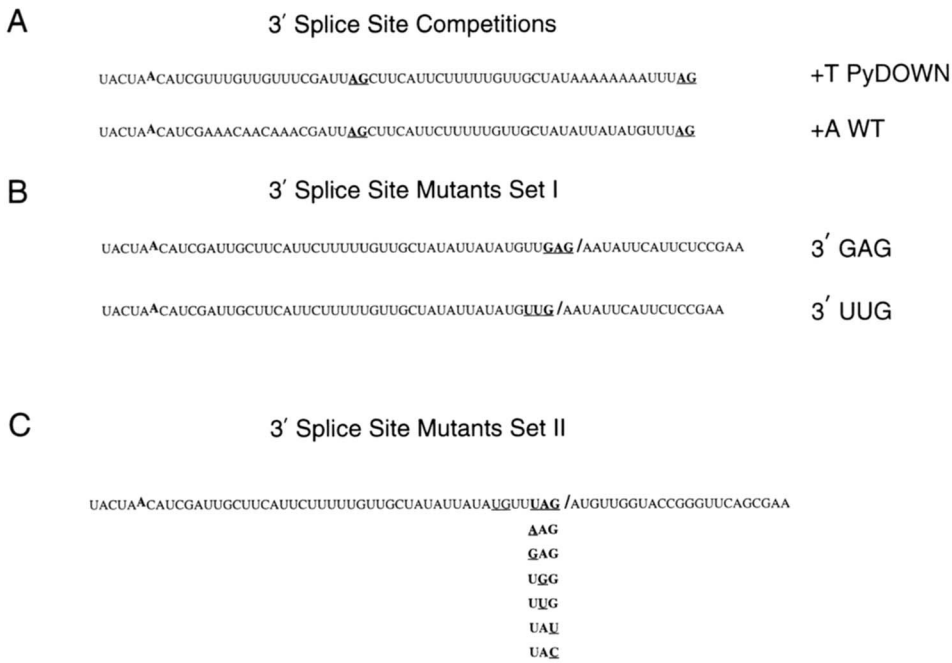 A
3′ Splice Site Competitions
UACUAACAUCGUUUGUUGUUUCGAUUAGCUUCAUUCUUUUUGUUGCUAUAAAAAAAAUUUAG +T PyDOWN
UACUAACAUCGAAACAACAAACGAUUAGCUUCAUUCUUUUUGUUGCUAUAUUAUAUGUUUAG +A WT
B
3′ Splice Site Mutants Set I
UACUAACAUCGAUUGCUUCAUUCUUUUUGUUGCUAUAUUAUAUGUUGAG/AAUAUUCAUUCUCCGAA 3′ GAG
UACUAACAUCGAUUGCUUCAUUCUUUUUGUUGCUAUAUUAUAUGUUG/AAUAUUCAUUCUCCGAA 3′ UUG
C
3′ Splice Site Mutants Set II
UACUAACAUCGAUUGCUUCAUUCUUUUUGUUGCUAUAUUAUAUGUUUAG/AUGUUGGUACCGGGUUCAGCGAA
AAG
GAG
UGG
UUG
UAU
UAC